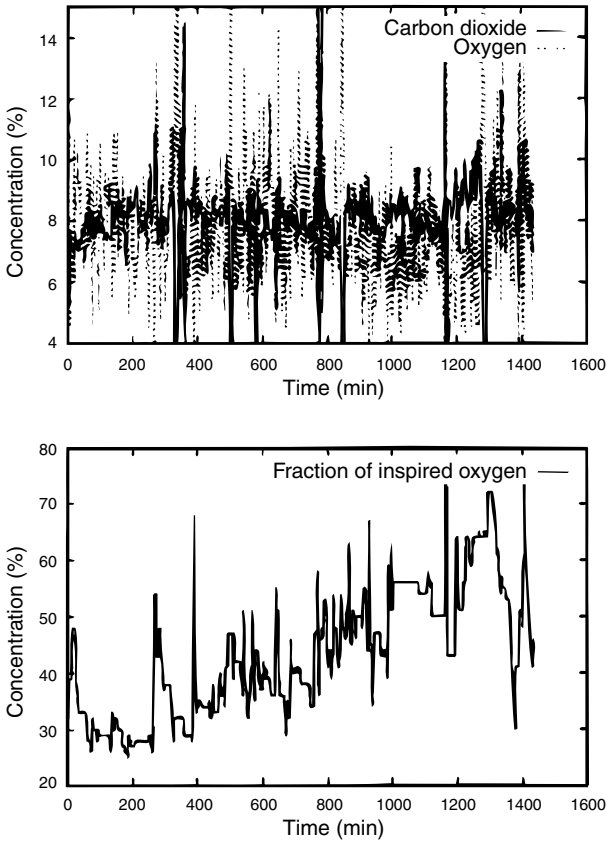 15
Carbon dioxide
Oxygen
14
12
10
8
6
4
Concentration (%)
0 200 400 600 800 1000 1200 1400 1600
Time (min)
80
Fraction of inspired oxygen
70
60
50
40
30
20
Concentration (%)
0 200 400 600 800 1000 1200 1400 1600
Time (min)